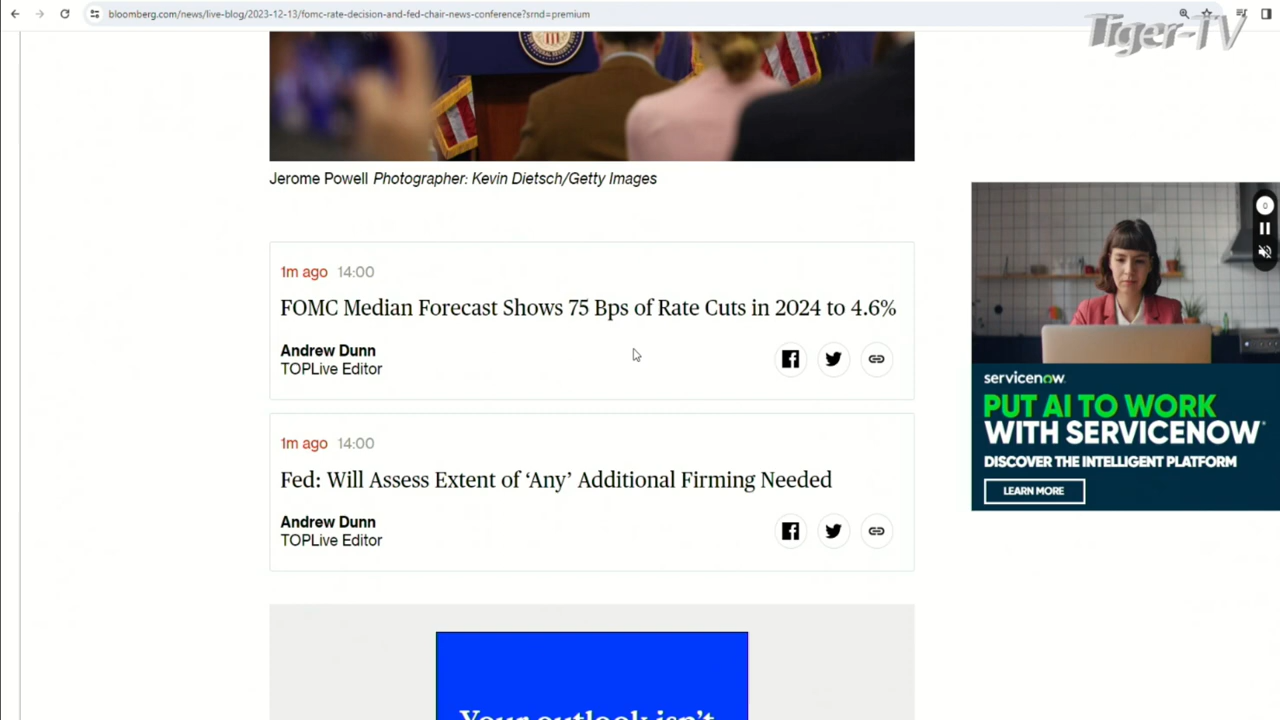 bloomberg.com/news/live-blog/2023-12-13/fomc-rate-decision-and-fed-chair-news-conference?srnd=premium
Tiger-TV
Jerome Powell Photographer: Kevin Dietsch/Getty Images
1m ago 14:00
FOMC Median Forecast Shows 75 Bps of Rate Cuts in 2024 to 4.6%
Andrew Dunn
TOPLive Editor
1m ago 14:00
Fed: Will Assess Extent of ‘Any’ Additional Firming Needed
Andrew Dunn
TOPLive Editor
0
servicenow.
PUT AI TO WORK
WITH SERVICENOW
DISCOVER THE INTELLIGENT PLATFORM
LEARN MORE
Your outlook isn't